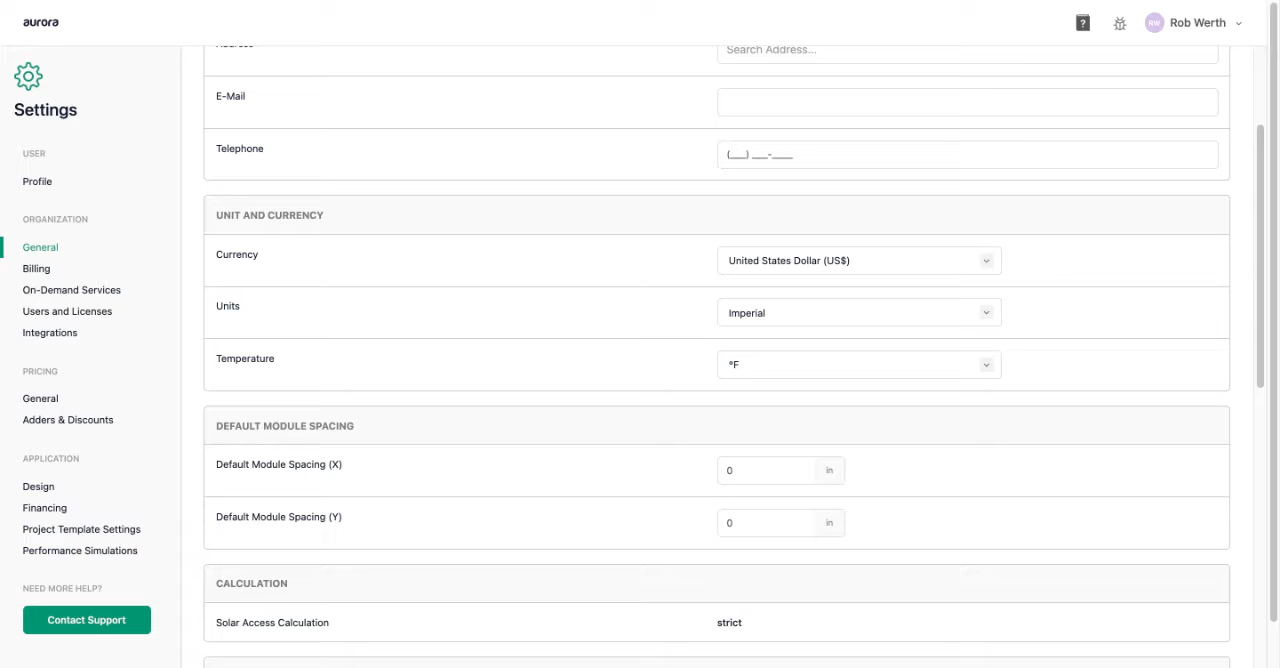 aurora
?
RW
Rob Werth
Settings
USER
Profile
ORGANIZATION
General
Billing
On-Demand Services
Users and Licenses
Integrations
PRICING
General
Adders & Discounts
APPLICATION
Design
Financing
Project Template Settings
Performance Simulations
NEED MORE HELP?
Contact Support
Address
Search Address...
E-Mail
Telephone
(___) ___-____
UNIT AND CURRENCY
Currency
United States Dollar (US$)
Units
Imperial
Temperature
°F
DEFAULT MODULE SPACING
Default Module Spacing (X)
0 in
Default Module Spacing (Y)
0 in
CALCULATION
Solar Access Calculation
strict